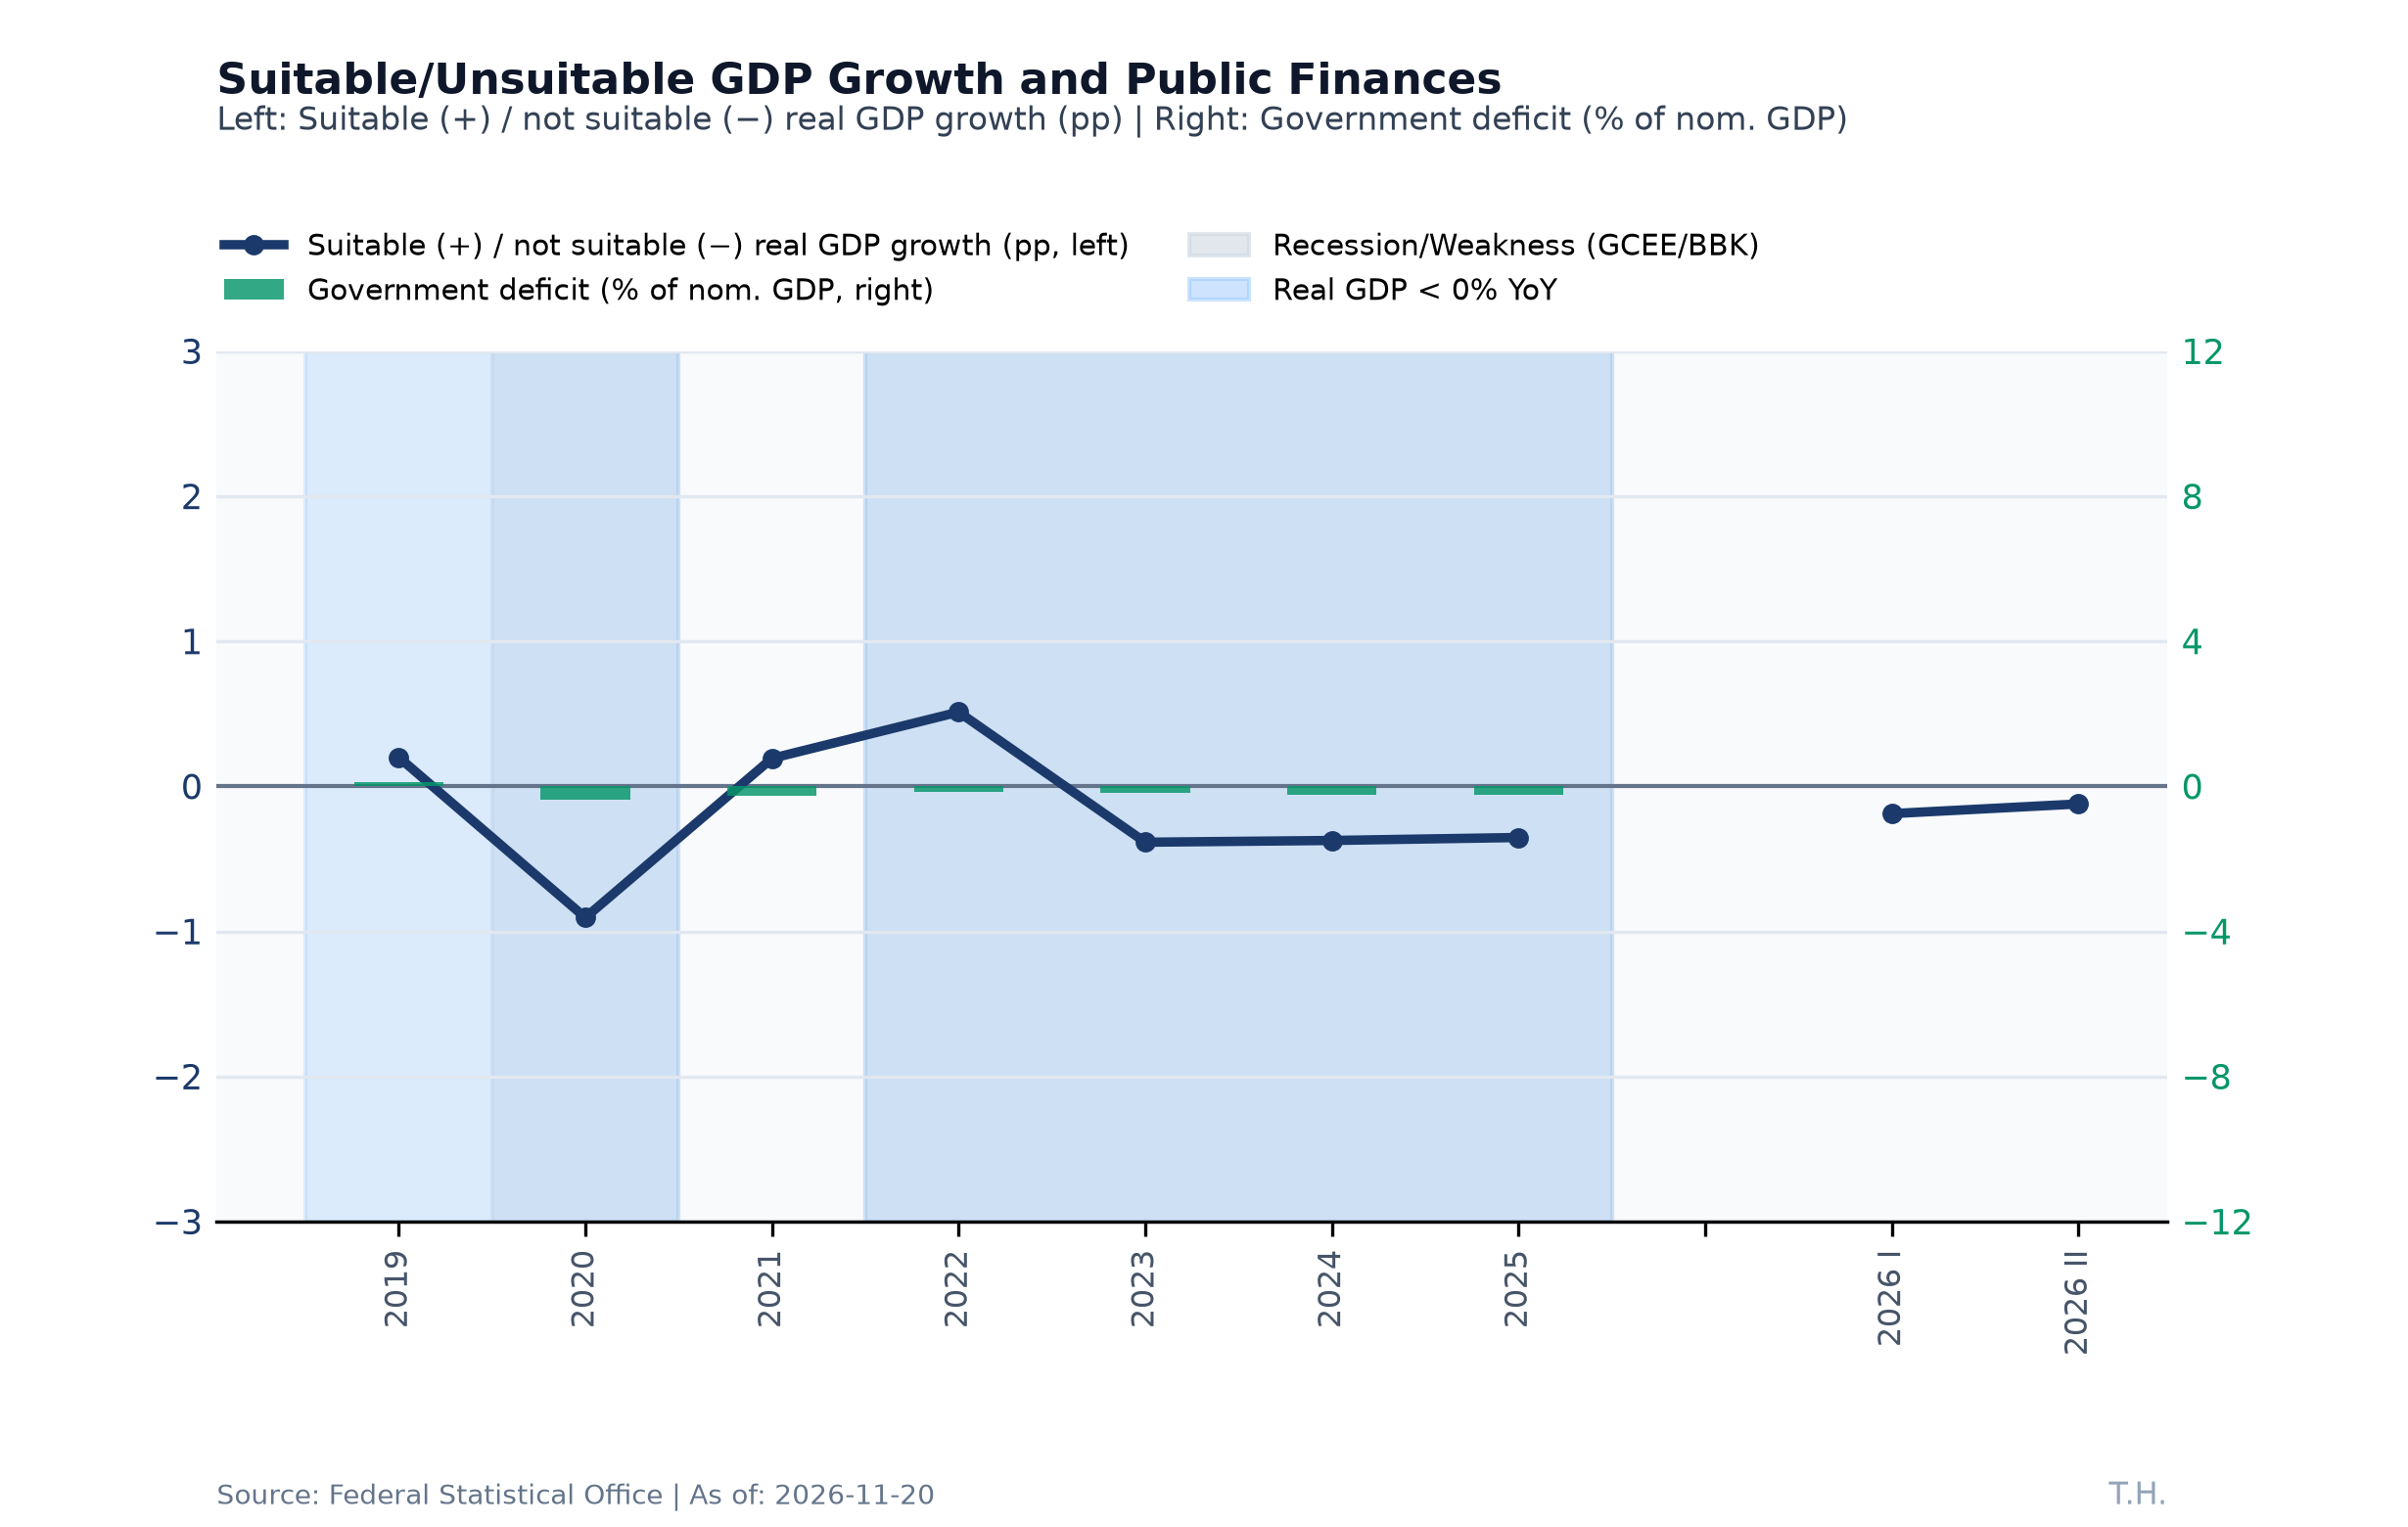 Suitable/Unsuitable GDP Growth and Public Finances
Left: Suitable (+) / not suitable (−) real GDP growth (pp) | Right: Government deficit (% of nom. GDP)
Suitable (+) / not suitable (−) real GDP growth (pp, left)
Government deficit (% of nom. GDP, right)
Recession/Weakness (GCEE/BBK)
Real GDP < 0% YoY
3
2
1
0
−1
−2
−3
12
8
4
0
−4
−8
−12
2019
2020
2021
2022
2023
2024
2025
2026 I
2026 II
Source: Federal Statistical Office | As of: 2026-11-20
T.H.